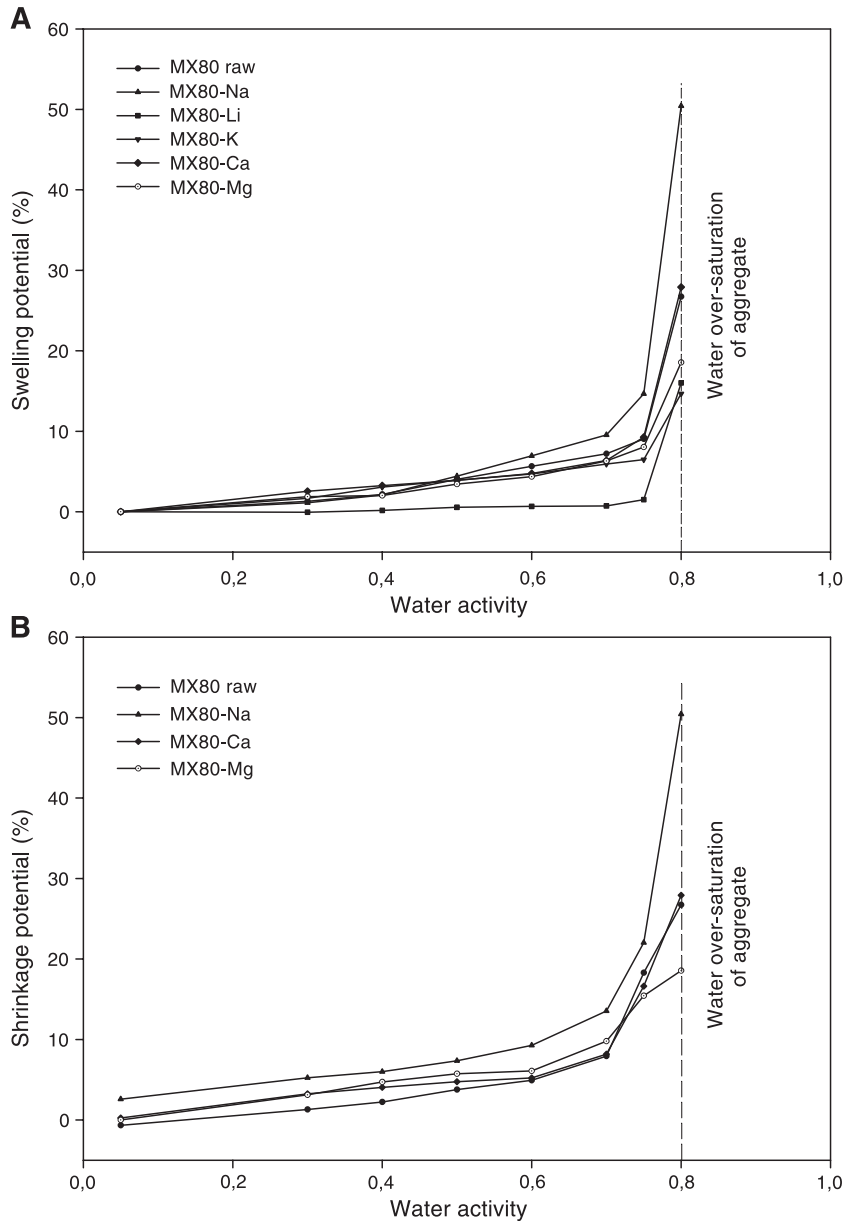 A
60
50
40
30
20
10
0
Swelling potential (%)
MX80 raw
MX80-Na
MX80-Li
MX80-K
MX80-Ca
MX80-Mg
Water over-saturation
of aggregate
0,0
0,2
0,4
0,6
0,8
1,0
Water activity
B
60
50
40
30
20
10
0
Shrinkage potential (%)
MX80 raw
MX80-Na
MX80-Ca
MX80-Mg
Water over-saturation
of aggregate
0,0
0,2
0,4
0,6
0,8
1,0
Water activity